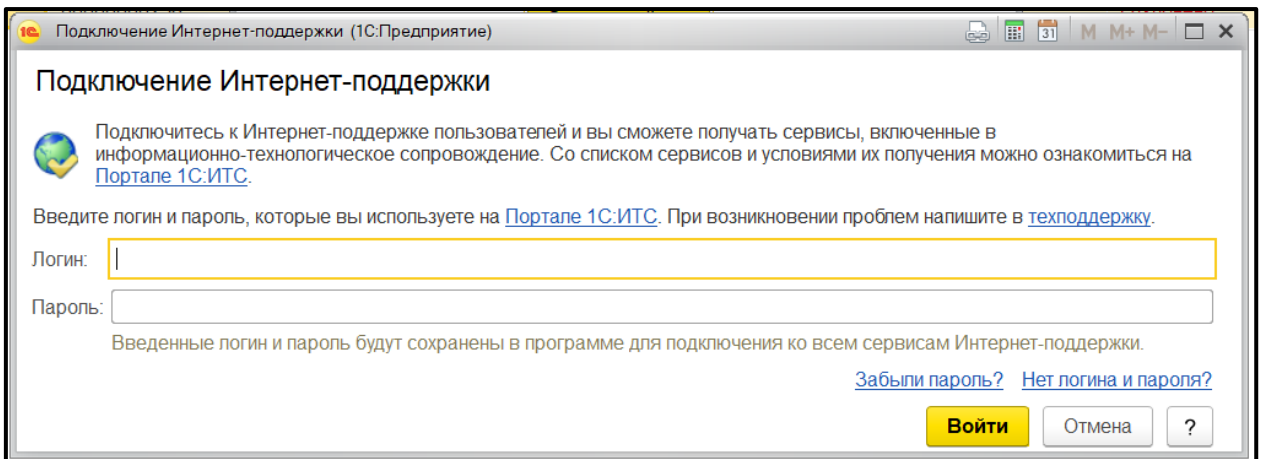 1С Подключение Интернет-поддержки (1С:Предприятие) 31 M M+ M-
Подключение Интернет-поддержки
Подключитесь к Интернет-поддержке пользователей и вы сможете получать сервисы, включенные в
информационно-технологическое сопровождение. Со списком сервисов и условиями их получения можно ознакомиться на
Портале 1С:ИТС.
Введите логин и пароль, которые вы используете на Портале 1С:ИТС. При возникновении проблем напишите в техподдержку.
Логин:
Пароль:
Введенные логин и пароль будут сохранены в программе для подключения ко всем сервисам Интернет-поддержки.
Забыли пароль? Нет логина и пароля?
Войти Отмена ?